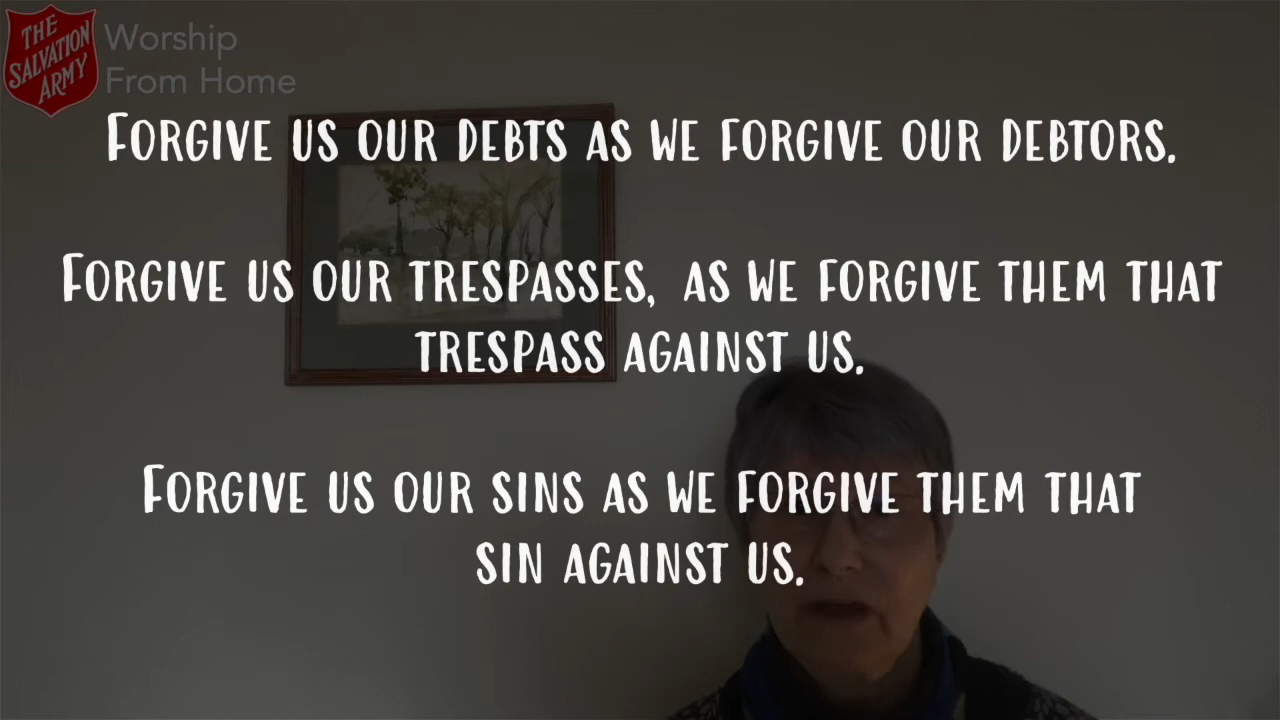 THE
SALVATION
ARMY
Worship
From Home
FORGIVE US OUR DEBTS AS WE FORGIVE OUR DEBTORS.
FORGIVE US OUR TRESPASSES, AS WE FORGIVE THEM THAT
TRESPASS AGAINST US.
FORGIVE US OUR SINS AS WE FORGIVE THEM THAT
SIN AGAINST US.